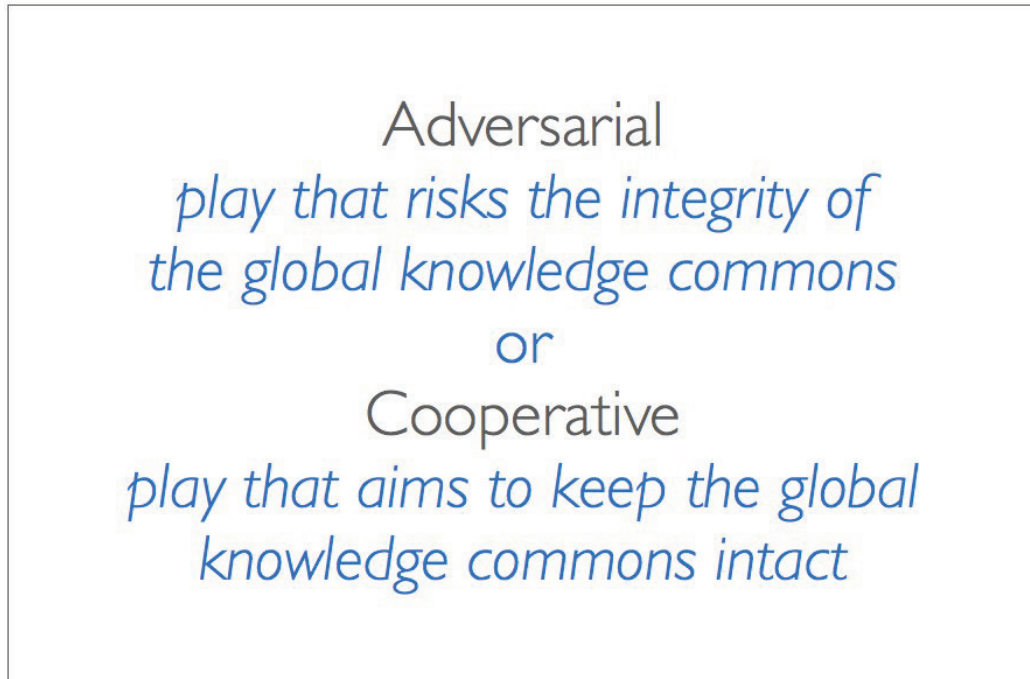 Adversarial
play that risks the integrity of
the global knowledge commons
or
Cooperative
play that aims to keep the global
knowledge commons intact